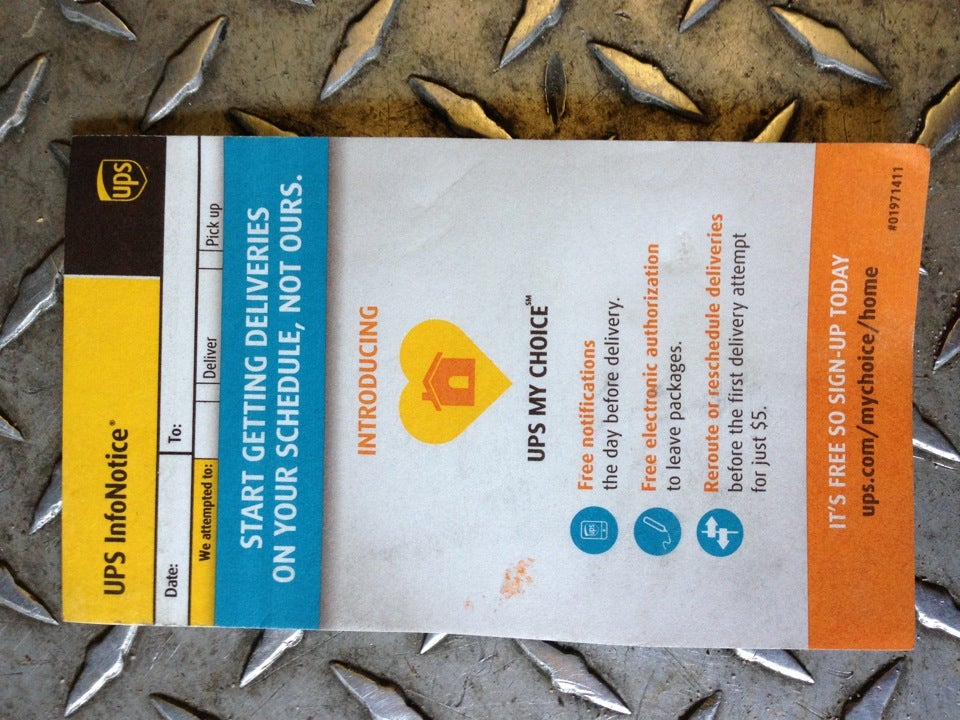 UPS InfoNotice®
ups
Date:
To:
We attempted to:
Deliver
Pick up
START GETTING DELIVERIES
ON YOUR SCHEDULE, NOT OURS.
INTRODUCING
UPS MY CHOICE℠
Free notifications
the day before delivery.
Free electronic authorization
to leave packages.
Reroute or reschedule deliveries
before the first delivery attempt
for just $5.
IT'S FREE SO SIGN-UP TODAY
ups.com/mychoice/home
#01971411